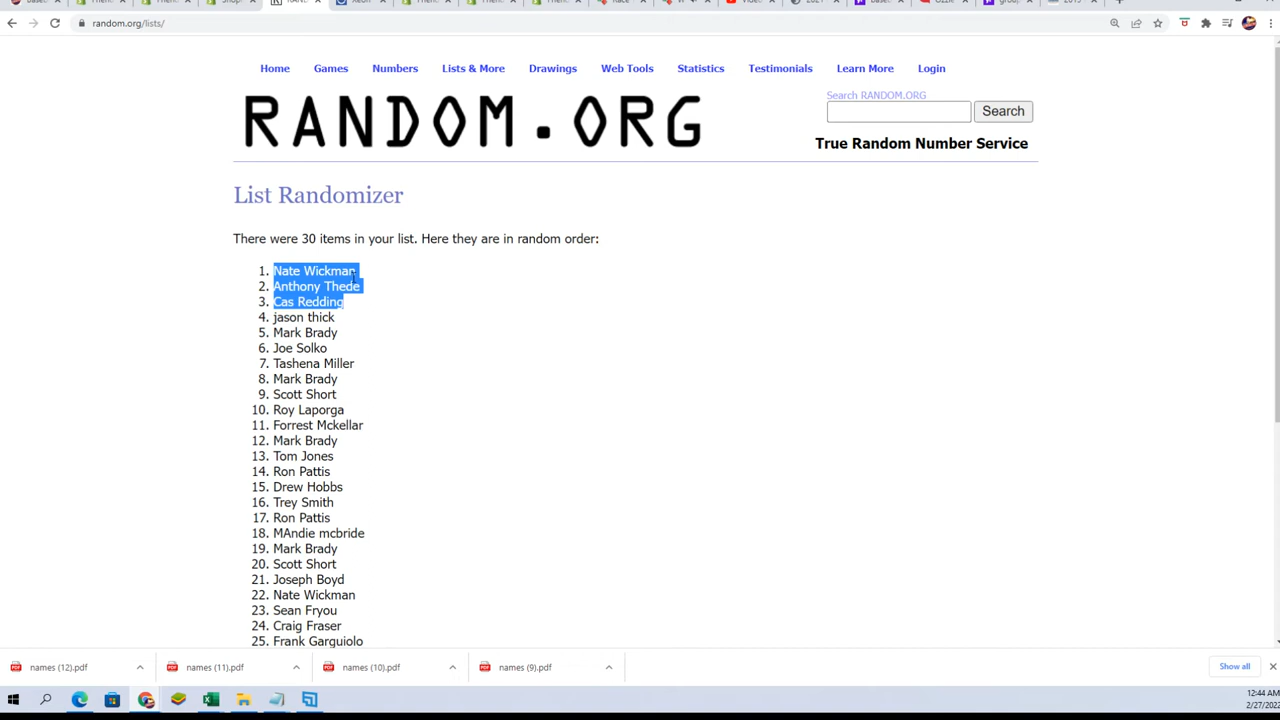 random.org/lists/
Home Games Numbers Lists & More Drawings Web Tools Statistics Testimonials Learn More Login
RANDOM.ORG
Search RANDOM.ORG
Search
True Random Number Service
List Randomizer
There were 30 items in your list. Here they are in random order:
1. Nate Wickman
2. Anthony Thede
3. Cas Redding
4. jason thick
5. Mark Brady
6. Joe Solko
7. Tashena Miller
8. Mark Brady
9. Scott Short
10. Roy Laporga
11. Forrest Mckellar
12. Mark Brady
13. Tom Jones
14. Ron Pattis
15. Drew Hobbs
16. Trey Smith
17. Ron Pattis
18. MAndie mcbride
19. Mark Brady
20. Scott Short
21. Joseph Boyd
22. Nate Wickman
23. Sean Fryou
24. Craig Fraser
25. Frank Garguiolo
names (12).pdf names (11).pdf names (10).pdf names (9).pdf Show all
12:44 AM